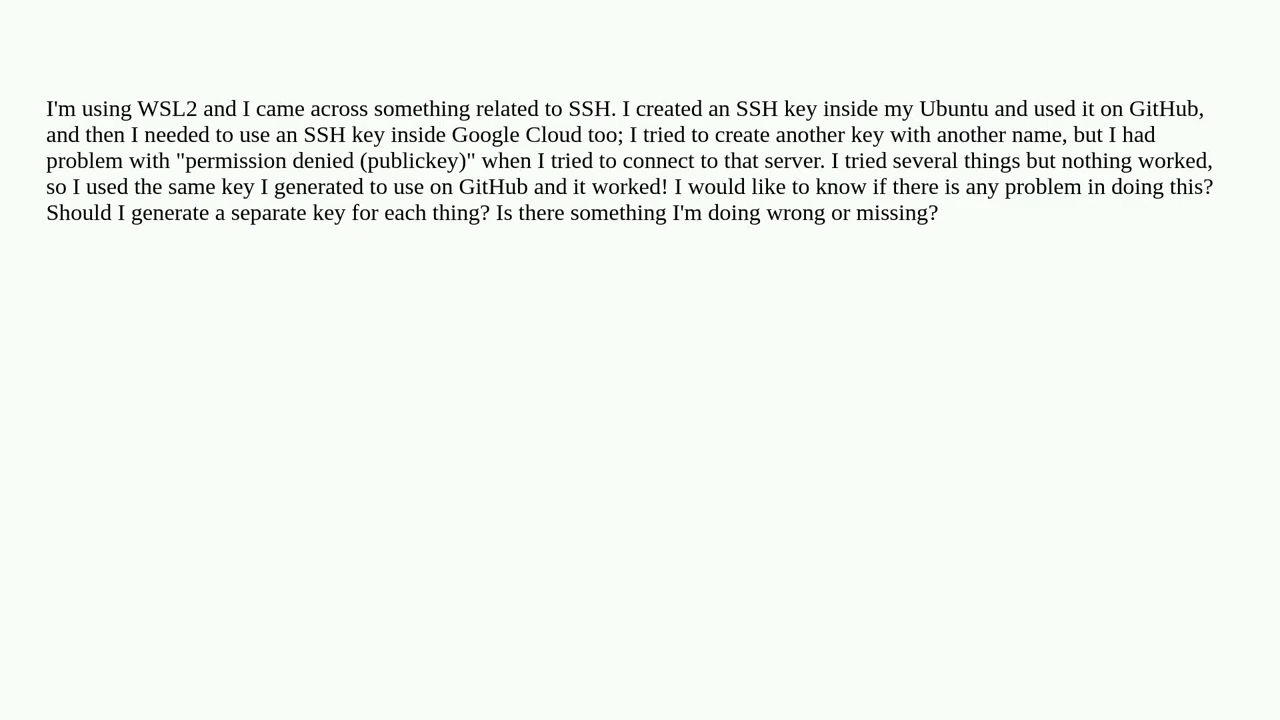 I'm using WSL2 and I came across something related to SSH. I created an SSH key inside my Ubuntu and used it on GitHub,
and then I needed to use an SSH key inside Google Cloud too; I tried to create another key with another name, but I had
problem with "permission denied (publickey)" when I tried to connect to that server. I tried several things but nothing worked,
so I used the same key I generated to use on GitHub and it worked! I would like to know if there is any problem in doing this?
Should I generate a separate key for each thing? Is there something I'm doing wrong or missing?